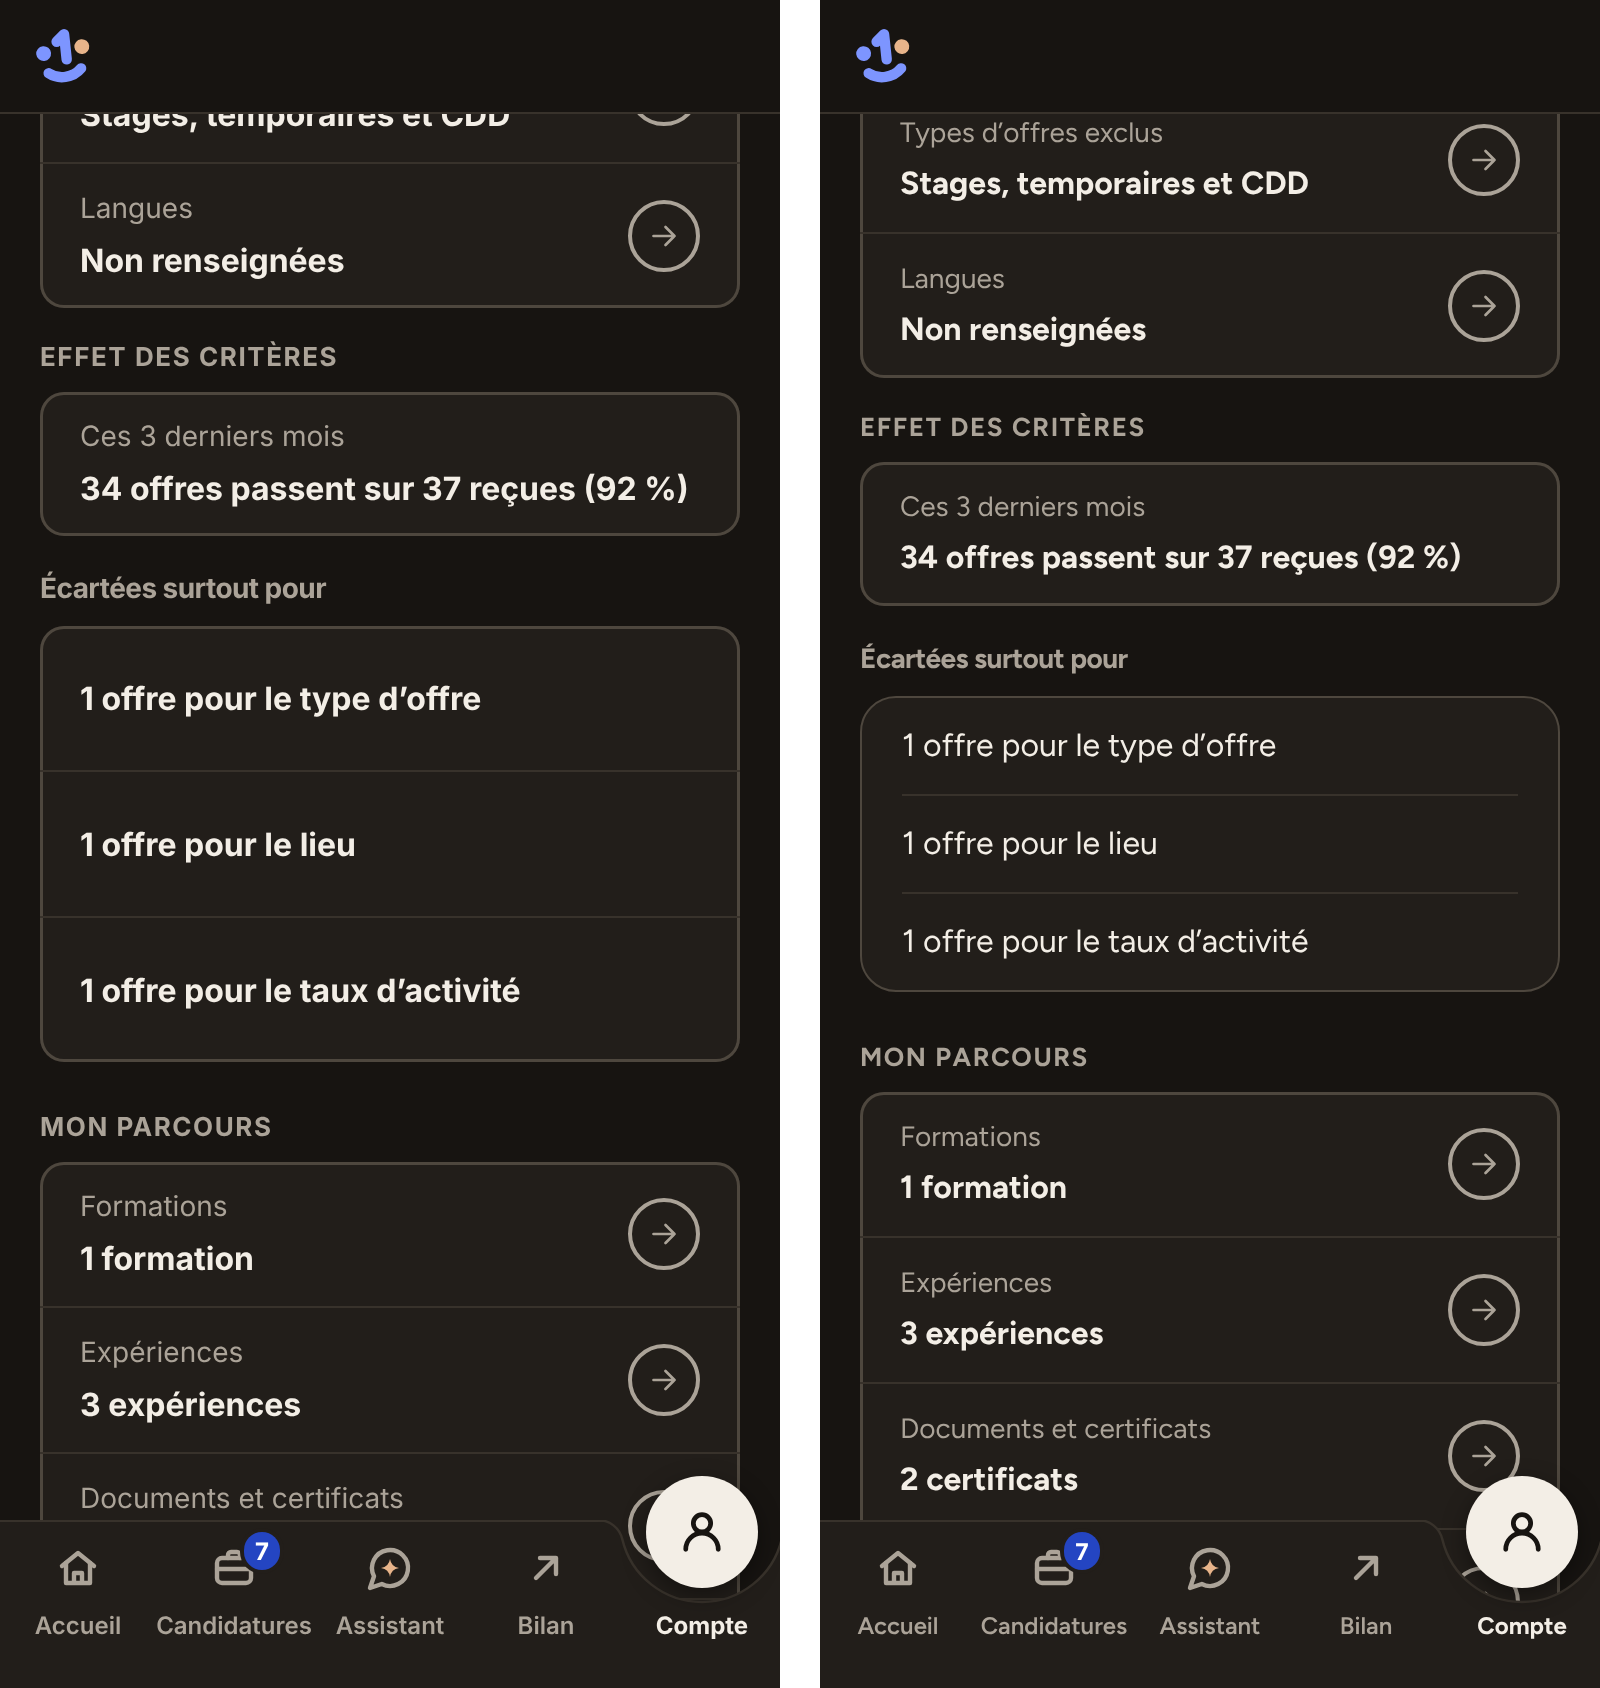 Stages, temporaires et CDD
Langues
Non renseignées
EFFET DES CRITÈRES
Ces 3 derniers mois
34 offres passent sur 37 reçues (92 %)
Écartées surtout pour
1 offre pour le type d’offre
1 offre pour le lieu
1 offre pour le taux d’activité
MON PARCOURS
Formations
1 formation
Expériences
3 expériences
Documents et certificats
7
Accueil
Candidatures
Assistant
Bilan
Compte
Types d’offres exclus
Stages, temporaires et CDD
Langues
Non renseignées
EFFET DES CRITÈRES
Ces 3 derniers mois
34 offres passent sur 37 reçues (92 %)
Écartées surtout pour
1 offre pour le type d’offre
1 offre pour le lieu
1 offre pour le taux d’activité
MON PARCOURS
Formations
1 formation
Expériences
3 expériences
Documents et certificats
2 certificats
7
Accueil
Candidatures
Assistant
Bilan
Compte